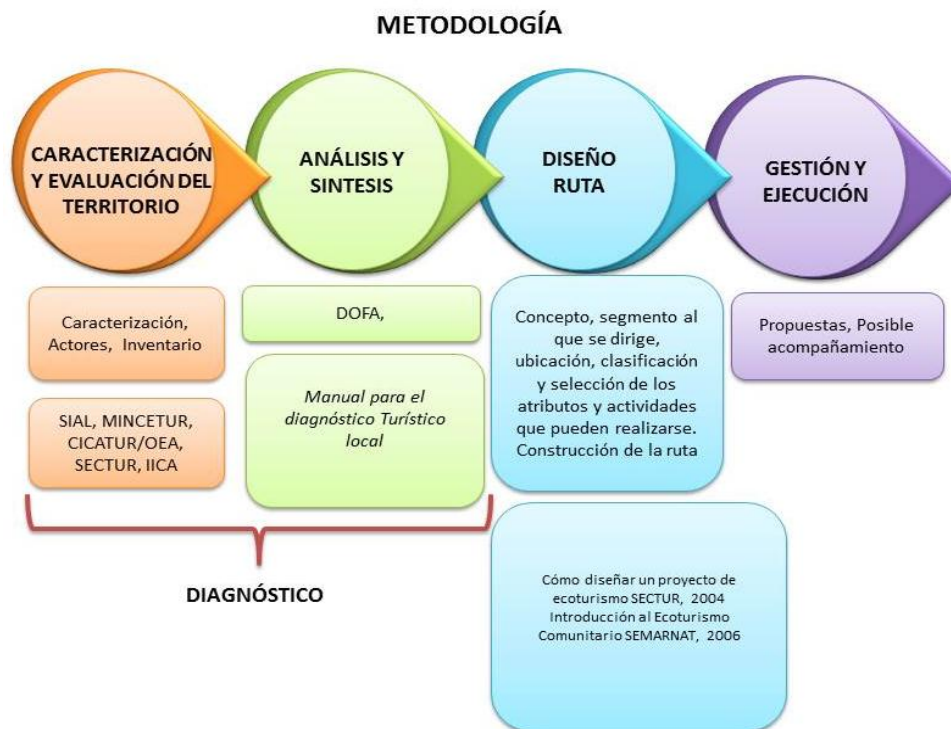 METODOLOGÍA
CARACTERIZACIÓN
Y EVALUACIÓN DEL
TERRITORIO
ANÁLISIS Y
SINTESIS
DISEÑO
RUTA
GESTIÓN Y
EJECUCIÓN
Caracterización,
Actores, Inventario
SIAL, MINCETUR,
CICATUR/OEA,
SECTUR, IICA
DOFA,
Manual para el
diagnóstico Turístico
local
Concepto, segmento al
que se dirige,
ubicación, clasificación
y selección de los
atributos y actividades
que pueden realizarse.
Construcción de la ruta
Propuestas, Posible
acompañamiento
DIAGNÓSTICO
Cómo diseñar un proyecto de
ecoturismo SECTUR, 2004
Introducción al Ecoturismo
Comunitario SEMARNAT, 2006